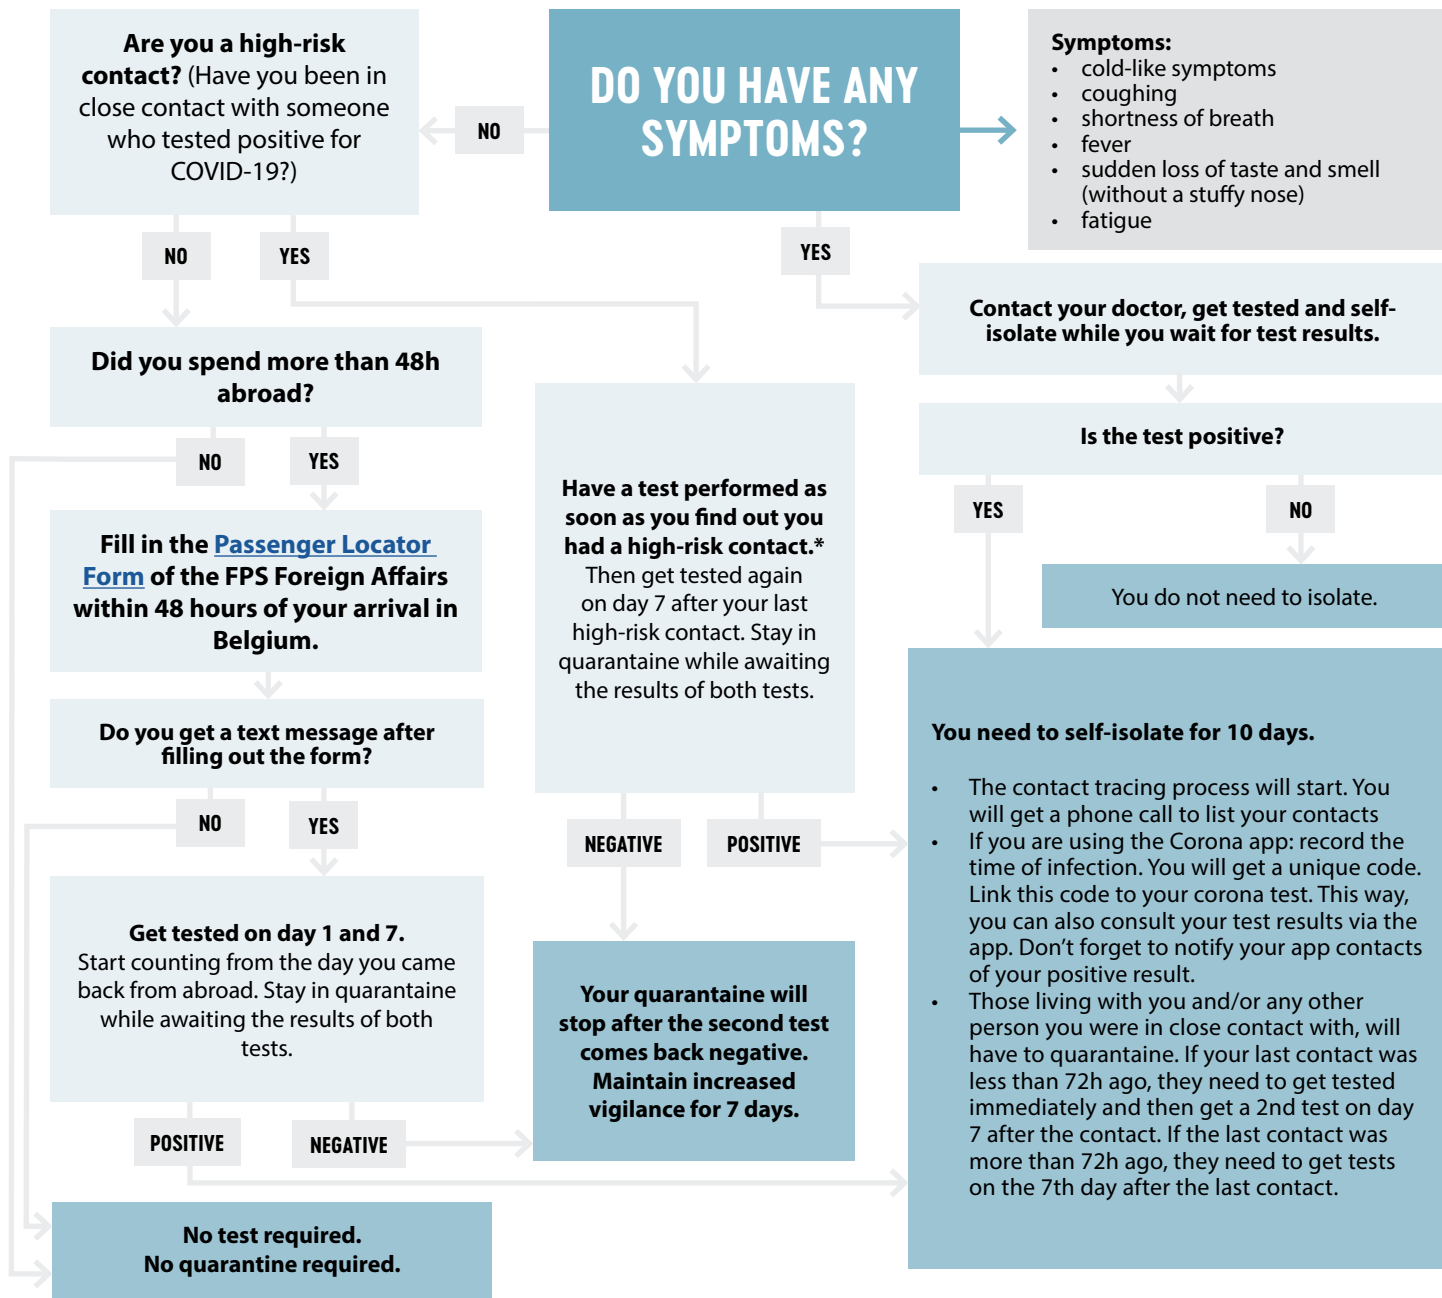 Are you a high-risk
contact? (Have you been in
close contact with someone
who tested positive for
COVID-19?)
NO
DO YOU HAVE ANY
SYMPTOMS?
Symptoms:
• cold-like symptoms
• coughing
• shortness of breath
• fever
• sudden loss of taste and smell
(without a stuffy nose)
• fatigue
NO
YES
YES
Contact your doctor, get tested and self-
isolate while you wait for test results.
Did you spend more than 48h
abroad?
NO
YES
Is the test positive?
YES
NO
You do not need to isolate.
Fill in the Passenger Locator
Form of the FPS Foreign Affairs
within 48 hours of your arrival in
Belgium.
Have a test performed as
soon as you find out you
had a high-risk contact.*
Then get tested again
on day 7 after your last
high-risk contact. Stay in
quarantaine while awaiting
the results of both tests.
Do you get a text message after
filling out the form?
NO
YES
NEGATIVE
POSITIVE
You need to self-isolate for 10 days.
• The contact tracing process will start. You
will get a phone call to list your contacts
• If you are using the Corona app: record the
time of infection. You will get a unique code.
Link this code to your corona test. This way,
you can also consult your test results via the
app. Don’t forget to notify your app contacts
of your positive result.
• Those living with you and/or any other
person you were in close contact with, will
have to quarantaine. If your last contact was
less than 72h ago, they need to get tested
immediately and then get a 2nd test on day
7 after the contact. If the last contact was
more than 72h ago, they need to get tests
on the 7th day after the last contact.
Get tested on day 1 and 7.
Start counting from the day you came
back from abroad. Stay in quarantaine
while awaiting the results of both
tests.
Your quarantaine will
stop after the second test
comes back negative.
Maintain increased
vigilance for 7 days.
POSITIVE
NEGATIVE
No test required.
No quarantine required.